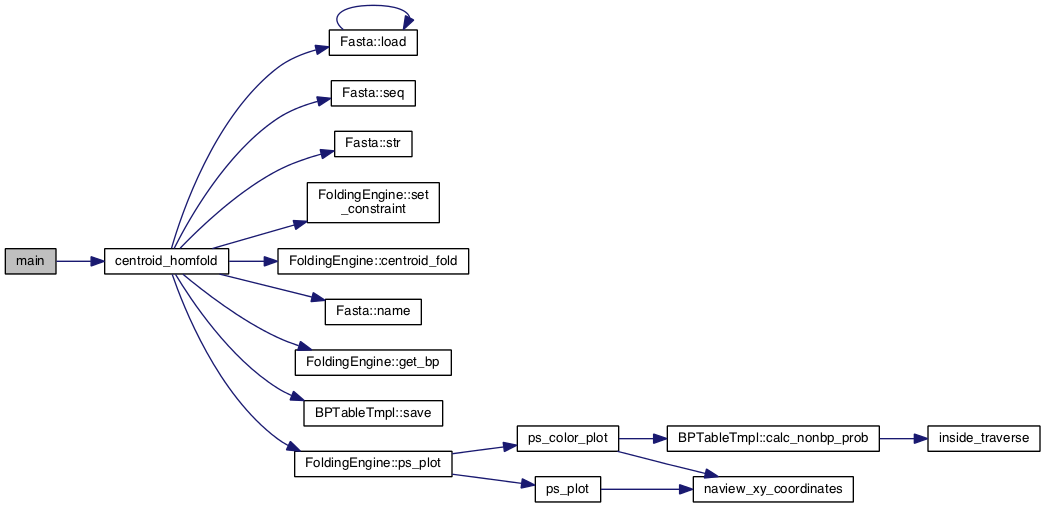 Fasta::load
Fasta::seq
Fasta::str
FoldingEngine::set
_constraint
main
centroid_homfold
FoldingEngine::centroid_fold
Fasta::name
FoldingEngine::get_bp
BPTableTmpl::save
FoldingEngine::ps_plot
ps_color_plot
BPTableTmpl::calc_nonbp_prob
inside_traverse
ps_plot
naview_xy_coordinates